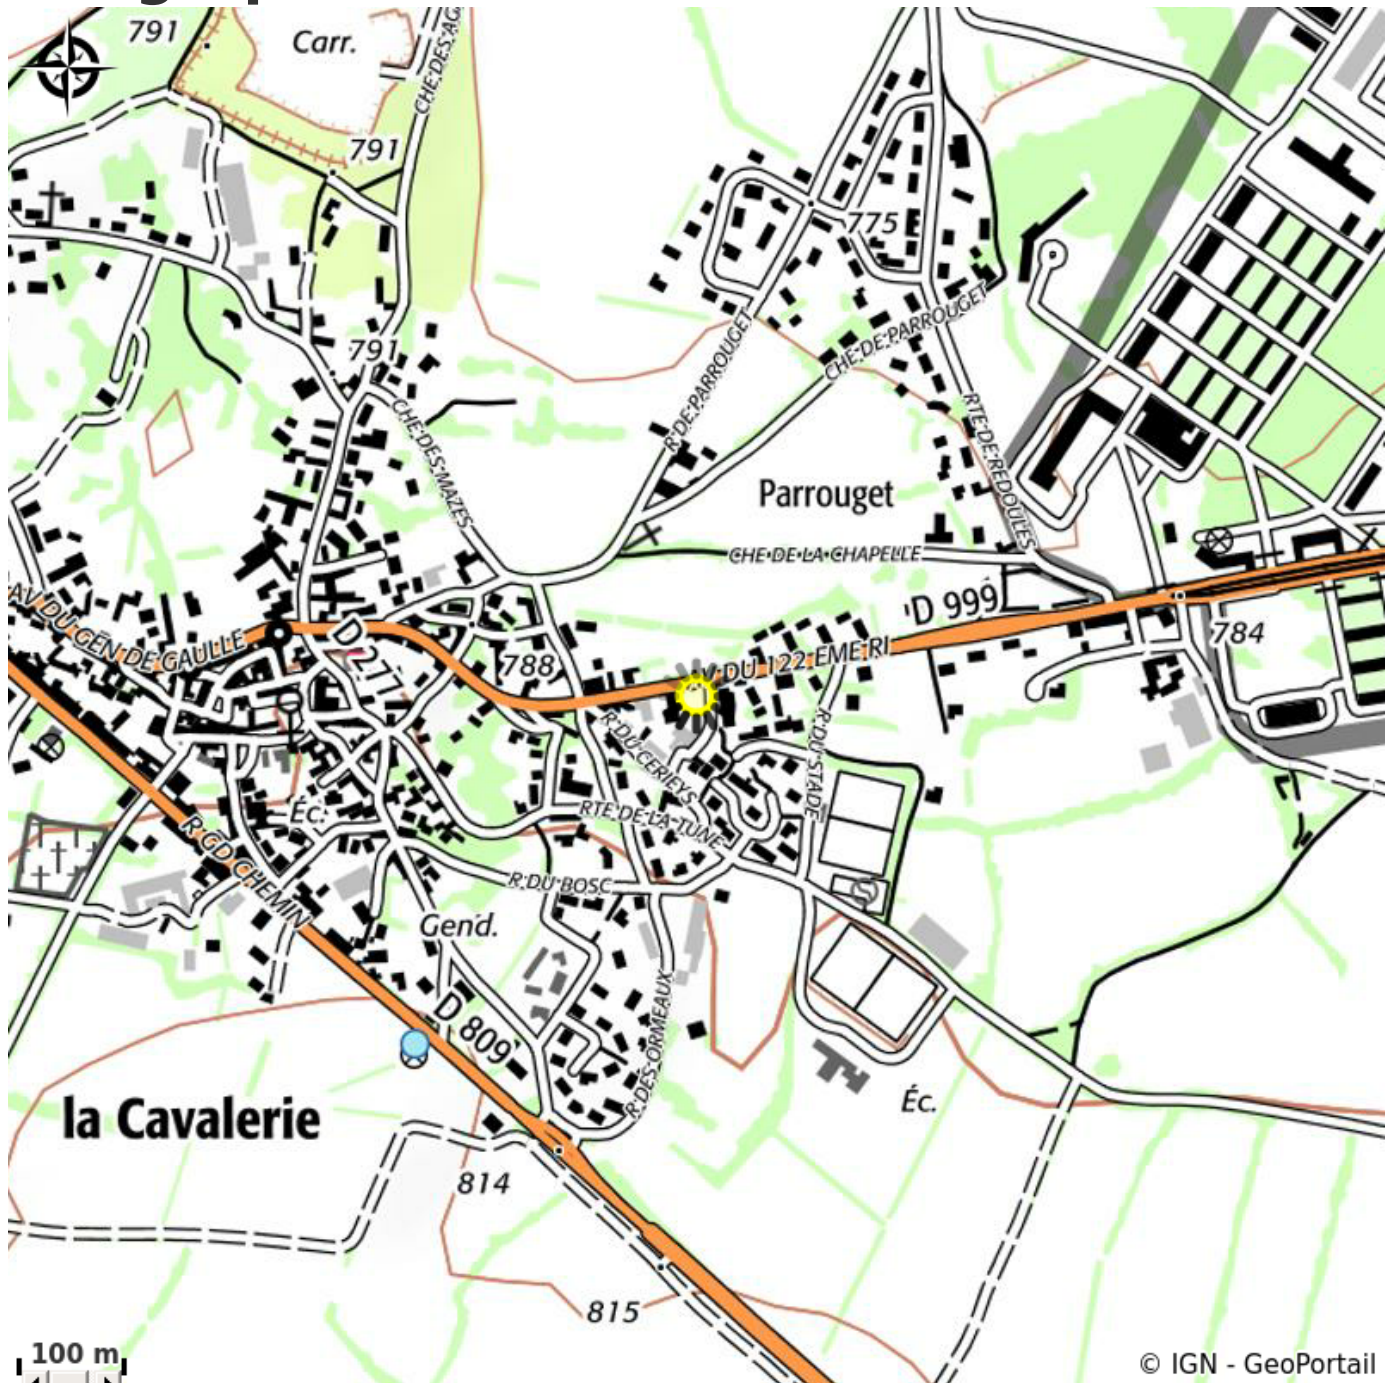 791
Carr.
CHE DES AG
791
775
791
R DE PARROUGET
CHE DE PARROUGET
RTE DE REDOULES
CHE DES MAZES
Parrouget
CHE DE LA CHAPELLE
D 999
AV DU GEN DE GAULLE
D 277
788
DU 122 EME RI
784
R DU CERIEYS
R DU STADE
RTE DE LA TUNE
Éc.
R GD CHEMIN
R DU BOSC
Gend.
R DES ORMEAUX
D 809
la Cavalerie
Éc.
814
815
100 m
© IGN - GeoPortail